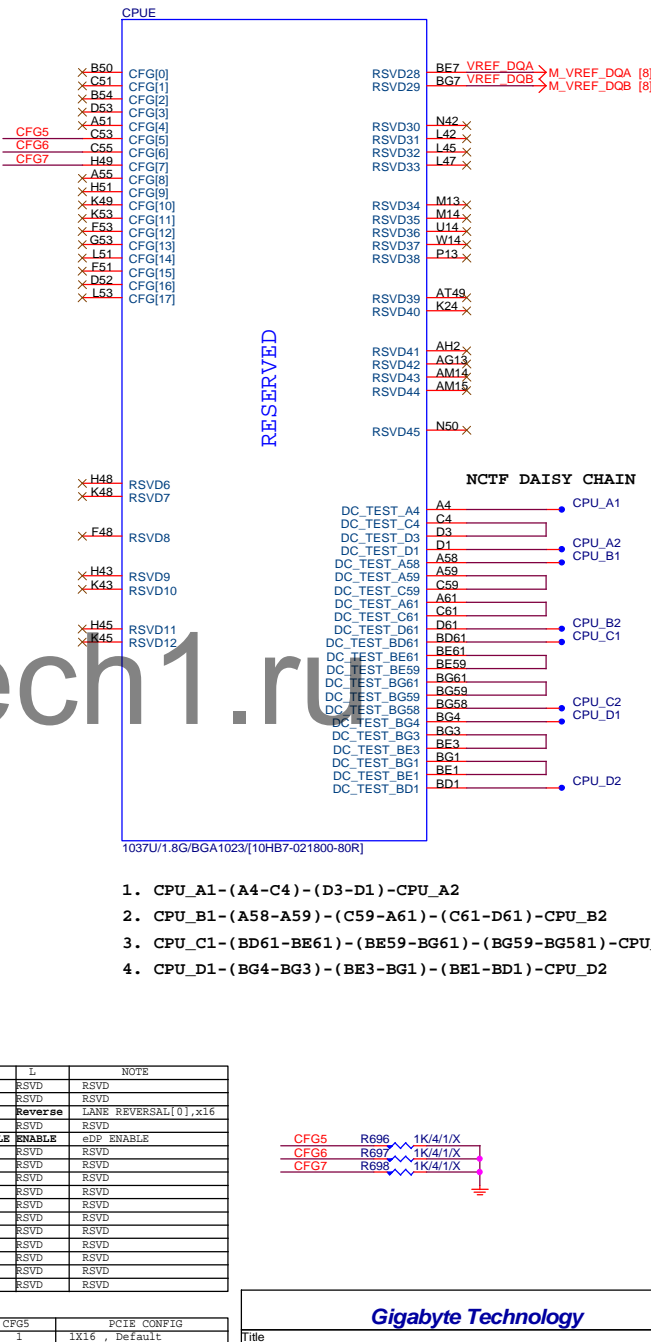 CPUE
B50 CFG[0] RSVD28 BE7 VREF_DQA M_VREF_DQA [8]
C51 CFG[1] RSVD29 BG7 VREF_DQB M_VREF_DQB [8]
B54 CFG[2]
D53 CFG[3]
A51 CFG[4] RSVD30 N42
CFG5 C53 CFG[5] RSVD31 L42
CFG6 C55 CFG[6] RSVD32 L45
CFG7 H49 CFG[7] RSVD33 L47
A55 CFG[8]
H51 CFG[9]
K49 CFG[10] RSVD34 M13
K53 CFG[11] RSVD35 M14
F53 CFG[12] RSVD36 U14
G53 CFG[13] RSVD37 W14
L51 CFG[14] RSVD38 P13
F51 CFG[15]
D52 CFG[16]
L53 CFG[17] RSVD39 AT49
RSVD40 K24
RSVD41 AH2
RSVD42 AG13
RSVD43 AM14
RSVD44 AM15
RESERVED
RSVD45 N50
H48 RSVD6
K48 RSVD7
F48 RSVD8
H43 RSVD9
K43 RSVD10
H45 RSVD11
K45 RSVD12
NCTF DAISY CHAIN
DC_TEST_A4 A4 CPU_A1
DC_TEST_C4 C4
DC_TEST_D3 D3
DC_TEST_D1 D1 CPU_A2
DC_TEST_A58 A58 CPU_B1
DC_TEST_A59 A59
DC_TEST_C59 C59
DC_TEST_A61 A61
DC_TEST_C61 C61
DC_TEST_D61 D61 CPU_B2
DC_TEST_BD61 BD61 CPU_C1
DC_TEST_BE61 BE61
DC_TEST_BE59 BE59
DC_TEST_BG61 BG61
DC_TEST_BG59 BG59
DC_TEST_BG58 BG58 CPU_C2
DC_TEST_BG4 BG4 CPU_D1
DC_TEST_BG3 BG3
DC_TEST_BE3 BE3
DC_TEST_BG1 BG1
DC_TEST_BE1 BE1
DC_TEST_BD1 BD1 CPU_D2
ech1.ru
1037U/1.8G/BGA1023/[10HB7-021800-80R]
1. CPU_A1-(A4-C4)-(D3-D1)-CPU_A2
2. CPU_B1-(A58-A59)-(C59-A61)-(C61-D61)-CPU_B2
3. CPU_C1-(BD61-BE61)-(BE59-BG61)-(BG59-BG581)-CPU_
4. CPU_D1-(BG4-BG3)-(BE3-BG1)-(BE1-BD1)-CPU_D2
L NOTE
RSVD RSVD
RSVD RSVD
Reverse LANE REVERSAL[0],x16
RSVD RSVD
LE ENABLE eDP ENABLE
RSVD RSVD
RSVD RSVD
RSVD RSVD
RSVD RSVD
RSVD RSVD
RSVD RSVD
RSVD RSVD
RSVD RSVD
RSVD RSVD
RSVD RSVD
RSVD RSVD
CFG5 R696 1K/4/1/X
CFG6 R697 1K/4/1/X
CFG7 R698 1K/4/1/X
CFG5 PCIE CONFIG
1 1X16 , Default
Gigabyte Technology
Title